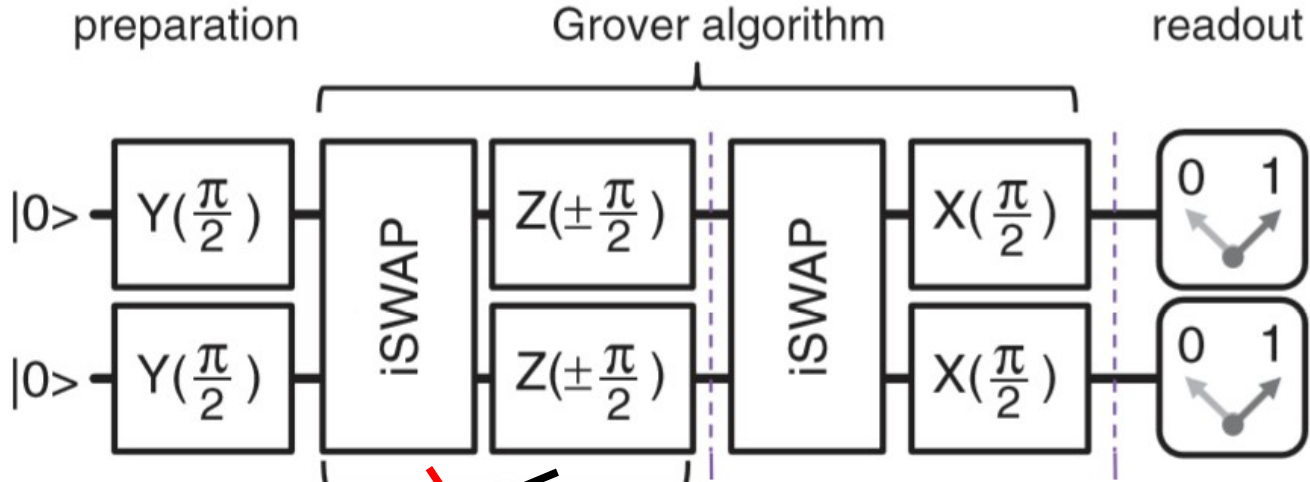 preparation Grover algorithm readout
|0> Y(π/2) iSWAP Z(±π/2) iSWAP X(π/2) 0 1
|0> Y(π/2) Z(±π/2) X(π/2) 0 1